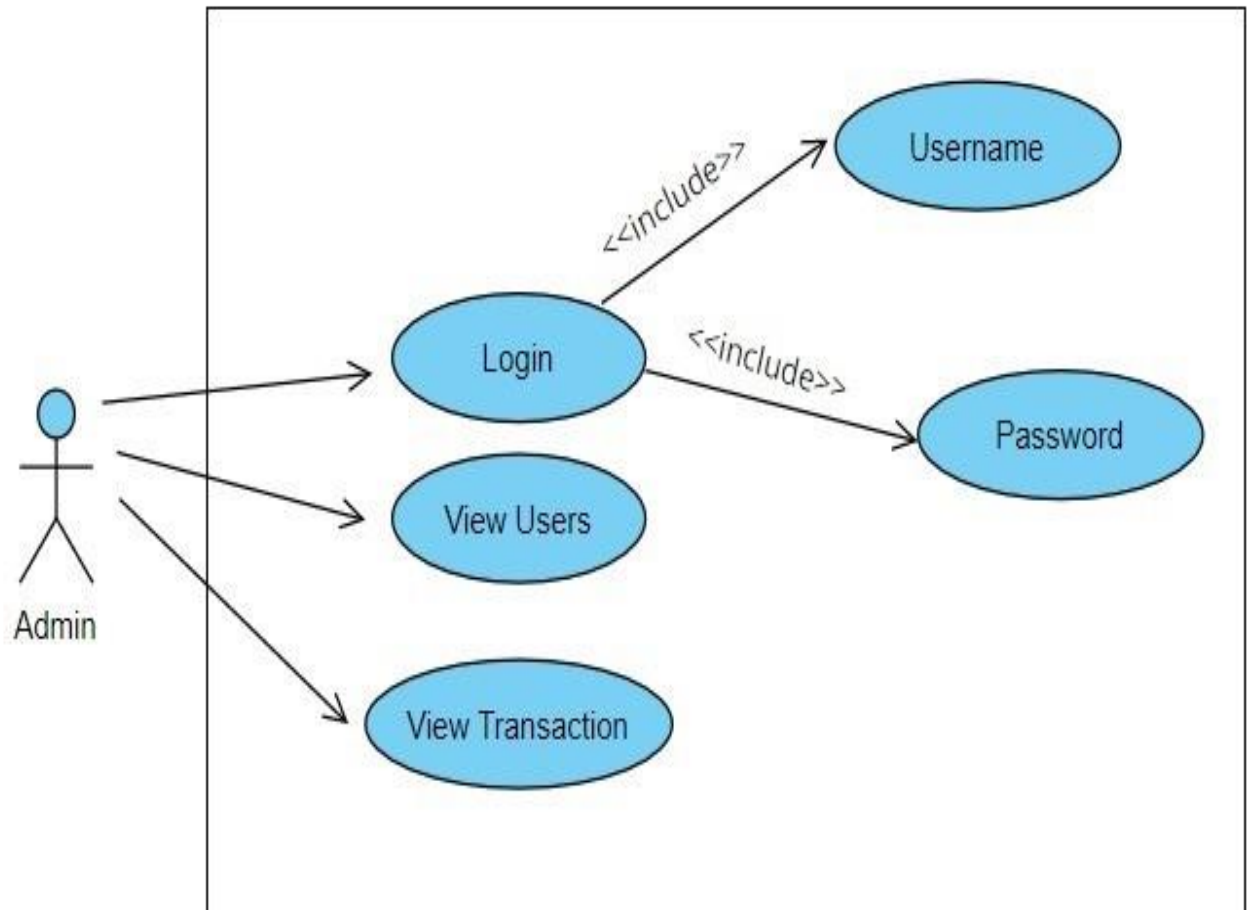 Username
<<include>>
Login
<<include>>
Password
View Users
Admin
View Transaction